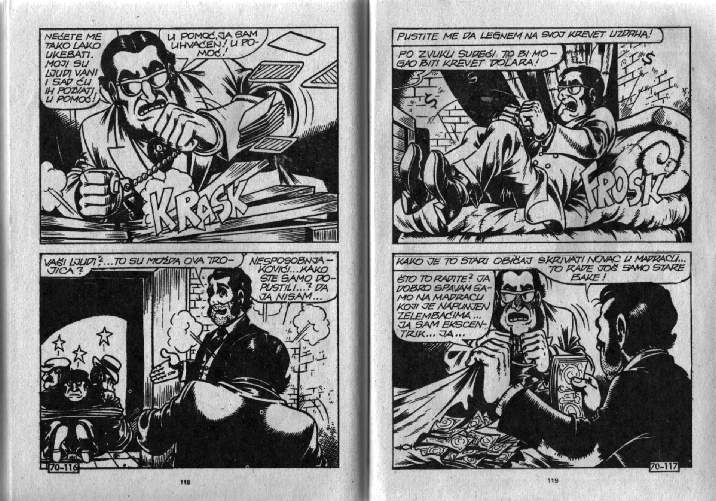 NEĆETE ME
TAKO LAKO
UKEBATI.
MOJI SU
LJUDI VANI
I SAD ĆU
IH POZVATI
U POMOĆ!
U POMOĆ, JA SAM
UHVAĆEN! U PO-
MOĆ!
KRASK
VAŠI LJUDI?...TO SU MOŽDA OVA TRO-
JICA?
NESPOSOBNJA-
KOVIĆI...KAKO
STE SAMO DO-
PUSTILI...? DA
JA NISAM...
70-116
118
PUSTITE ME DA LEGNEM NA SVOJ KREVET UZDAHA!
PO ZVUKU SUDEĆI, TO BI MO-
GAO BITI KREVET DOLARA!
FROSK
KAKO JE TO STARI OBIČAJ SKRIVATI NOVAC U MADRACU...
TO RADE JOŠ SAMO STARE
BAKE!
ŠTO TO RADITE? JA
DOBRO SPAVAM SA-
MO NA MADRACU
KOJI JE NAPUNJEN
ZELEMBAĆIMA...
JA SAM EKSCEN-
TRIK... JA...
70-117
119